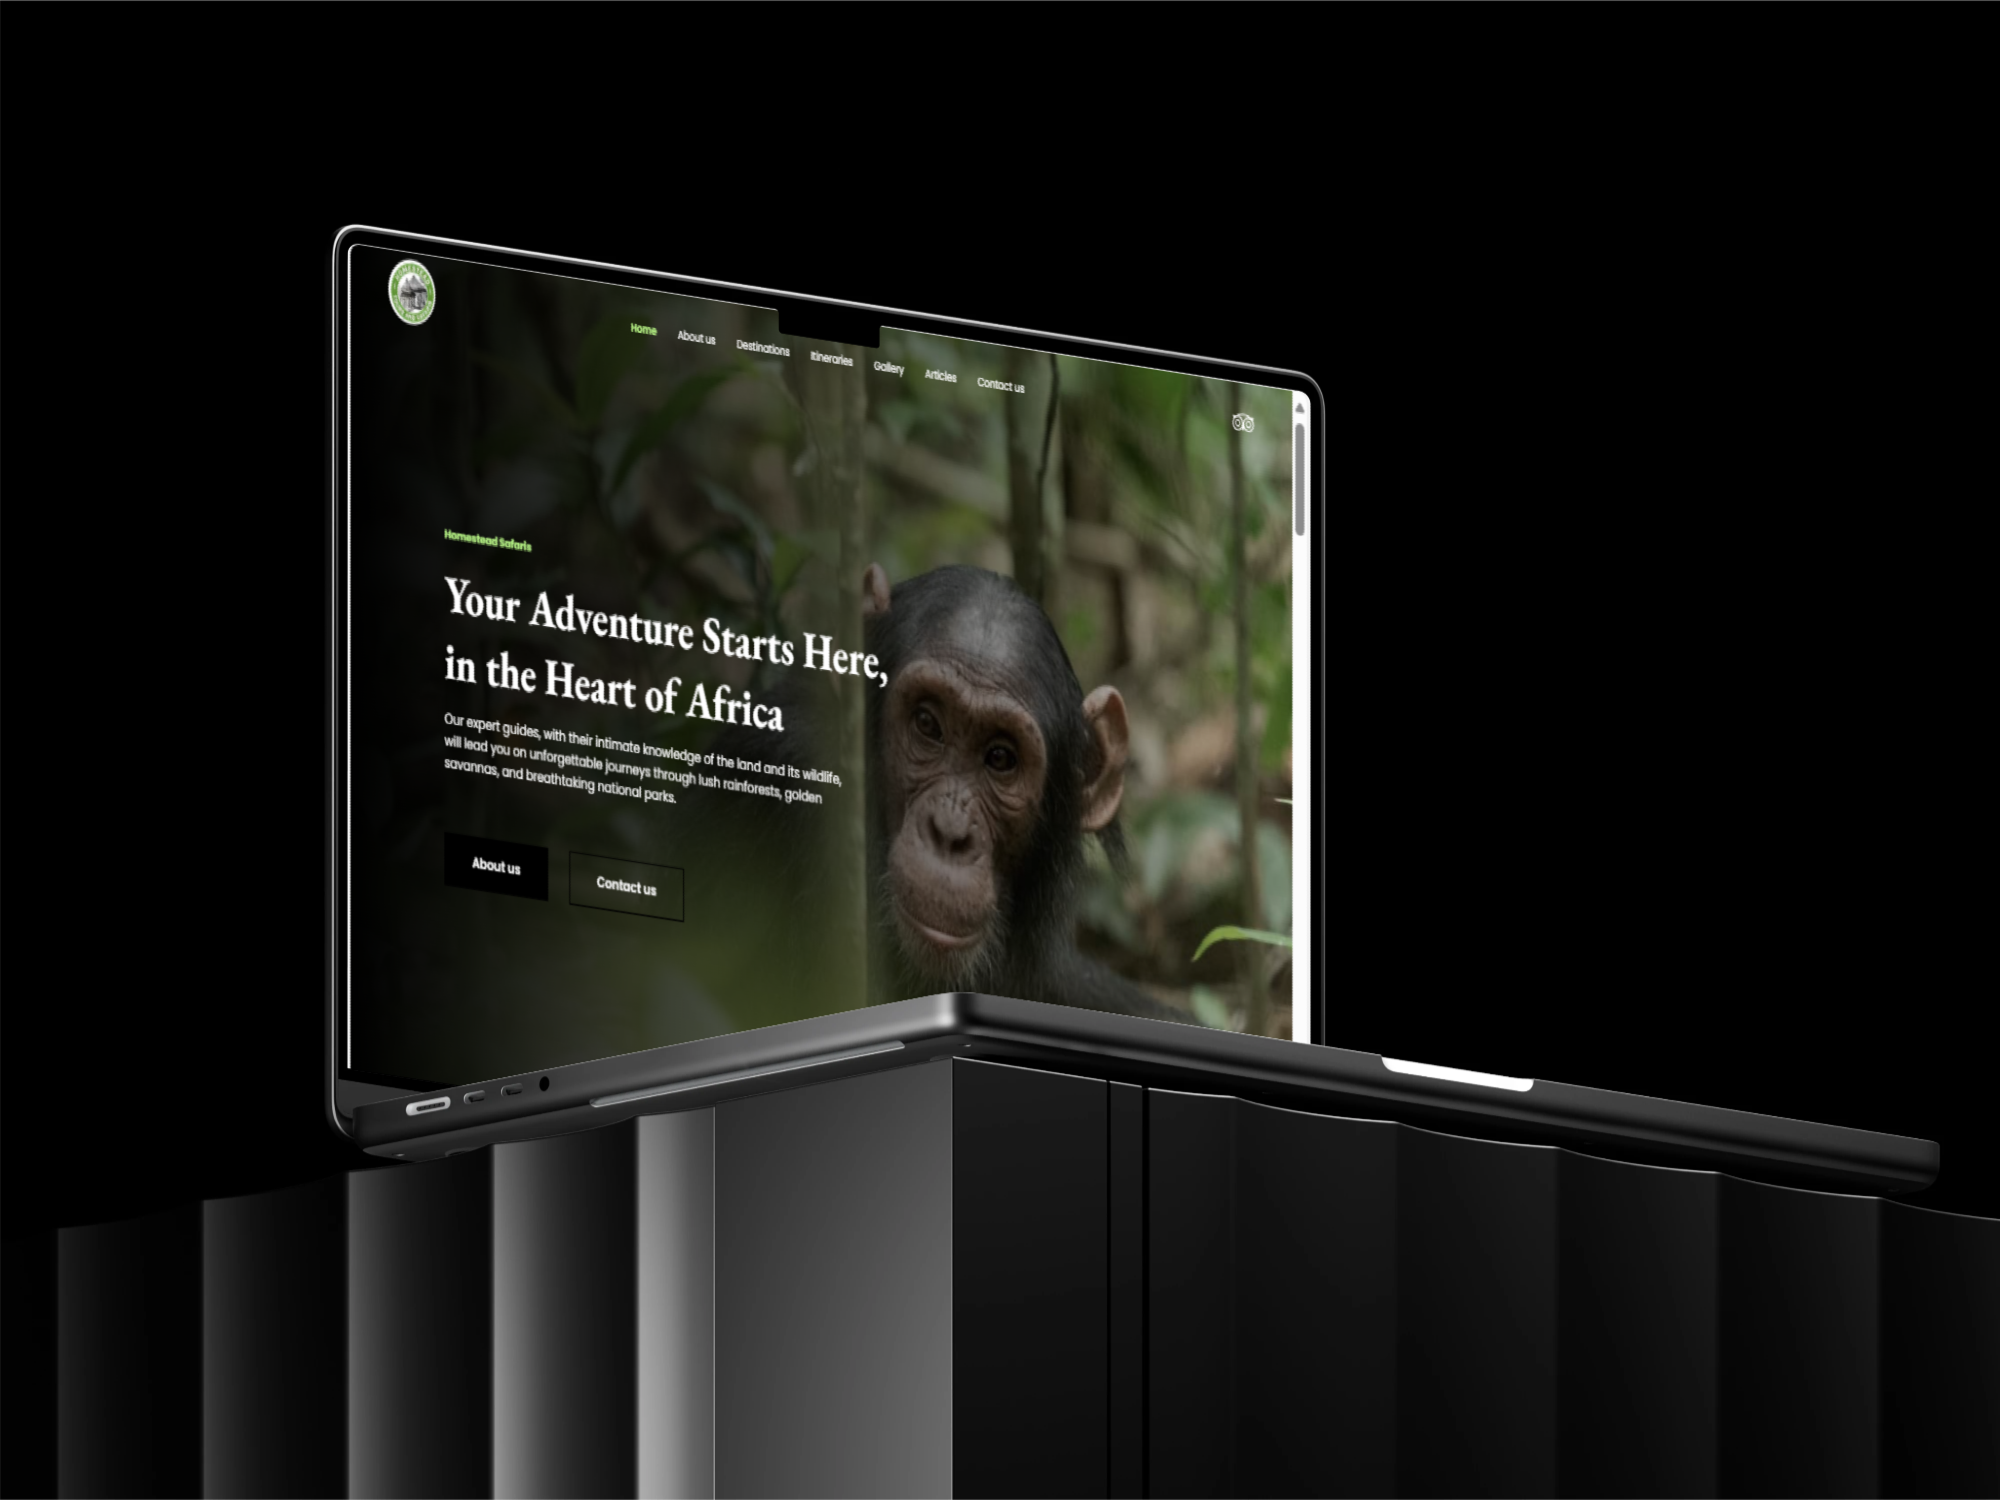 Home
About us
Destinations
Itineraries
Gallery
Articles
Contact us
Homestead Safaris
Your Adventure Starts Here,
in the Heart of Africa
Our expert guides, with their intimate knowledge of the land and its wildlife,
will lead you on unforgettable journeys through lush rainforests, golden
savannas, and breathtaking national parks.
About us
Contact us